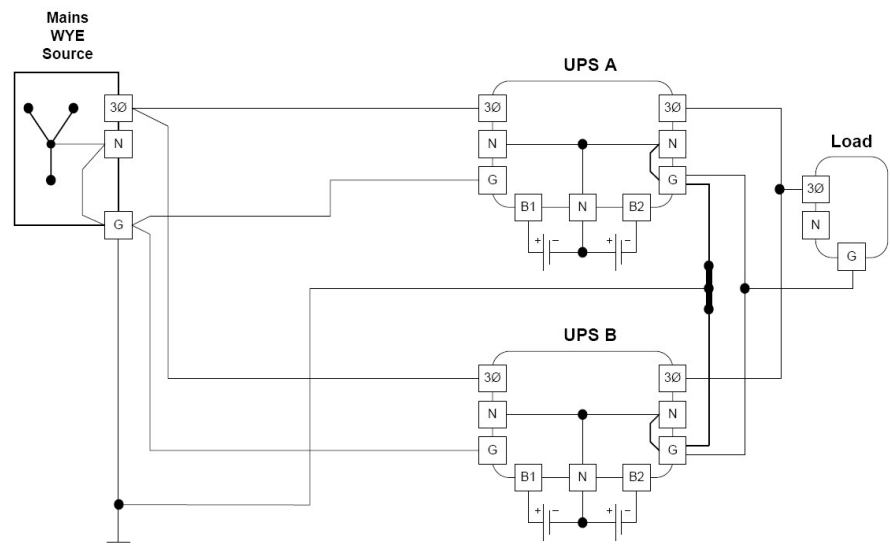 Mains
WYE
Source
3Ø
N
G
UPS A
3Ø
N
G
3Ø
N
G
B1
N
B2
+ − + −
Load
3Ø
N
G
UPS B
3Ø
N
G
3Ø
N
G
B1
N
B2
+ − + −